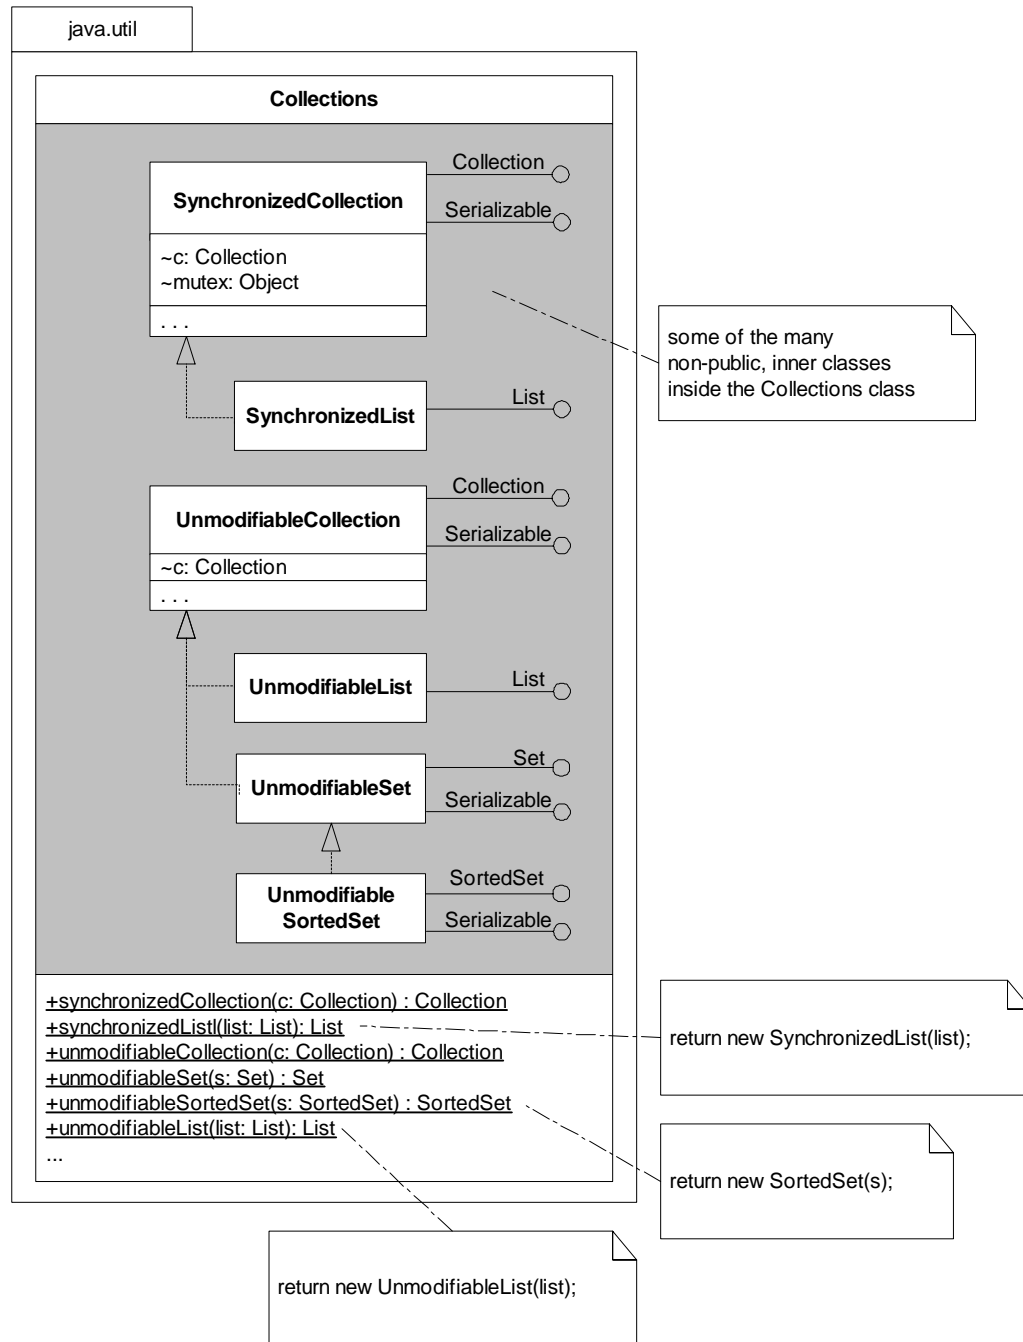 java.util
Collections
Collection
SynchronizedCollection
Serializable
~c: Collection
~mutex: Object
. . .
some of the many
non-public, inner classes
inside the Collections class
List
SynchronizedList
Collection
UnmodifiableCollection
Serializable
~c: Collection
. . .
List
UnmodifiableList
Set
UnmodifiableSet
Serializable
SortedSet
Unmodifiable
SortedSet
Serializable
+synchronizedCollection(c: Collection) : Collection
+synchronizedListl(list: List): List
+unmodifiableCollection(c: Collection) : Collection
+unmodifiableSet(s: Set) : Set
+unmodifiableSortedSet(s: SortedSet) : SortedSet
+unmodifiableList(list: List): List
...
return new SynchronizedList(list);
return new SortedSet(s);
return new UnmodifiableList(list);